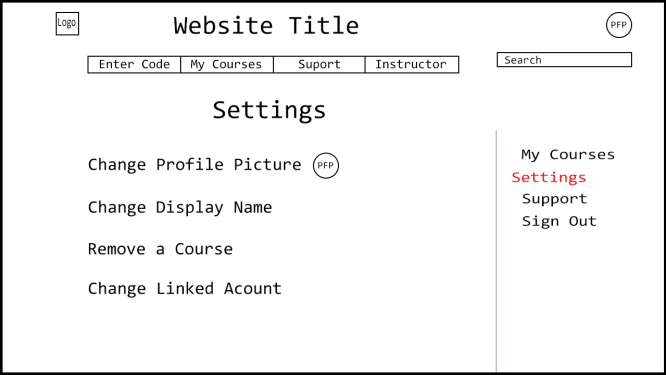 Logo
Website Title
PFP
Enter Code
My Courses
Suport
Instructor
Search
Settings
Change Profile Picture PFP
Change Display Name
Remove a Course
Change Linked Acount
My Courses
Settings
Support
Sign Out